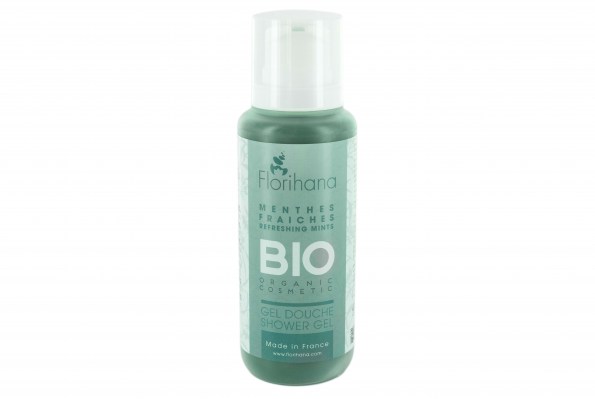 Florihana
MENTHES
FRAICHES
REFRESHING MINTS
BIO
ORGANIC
COSMETIC
GEL DOUCHE
SHOWER GEL
Made in France
www.florihana.com